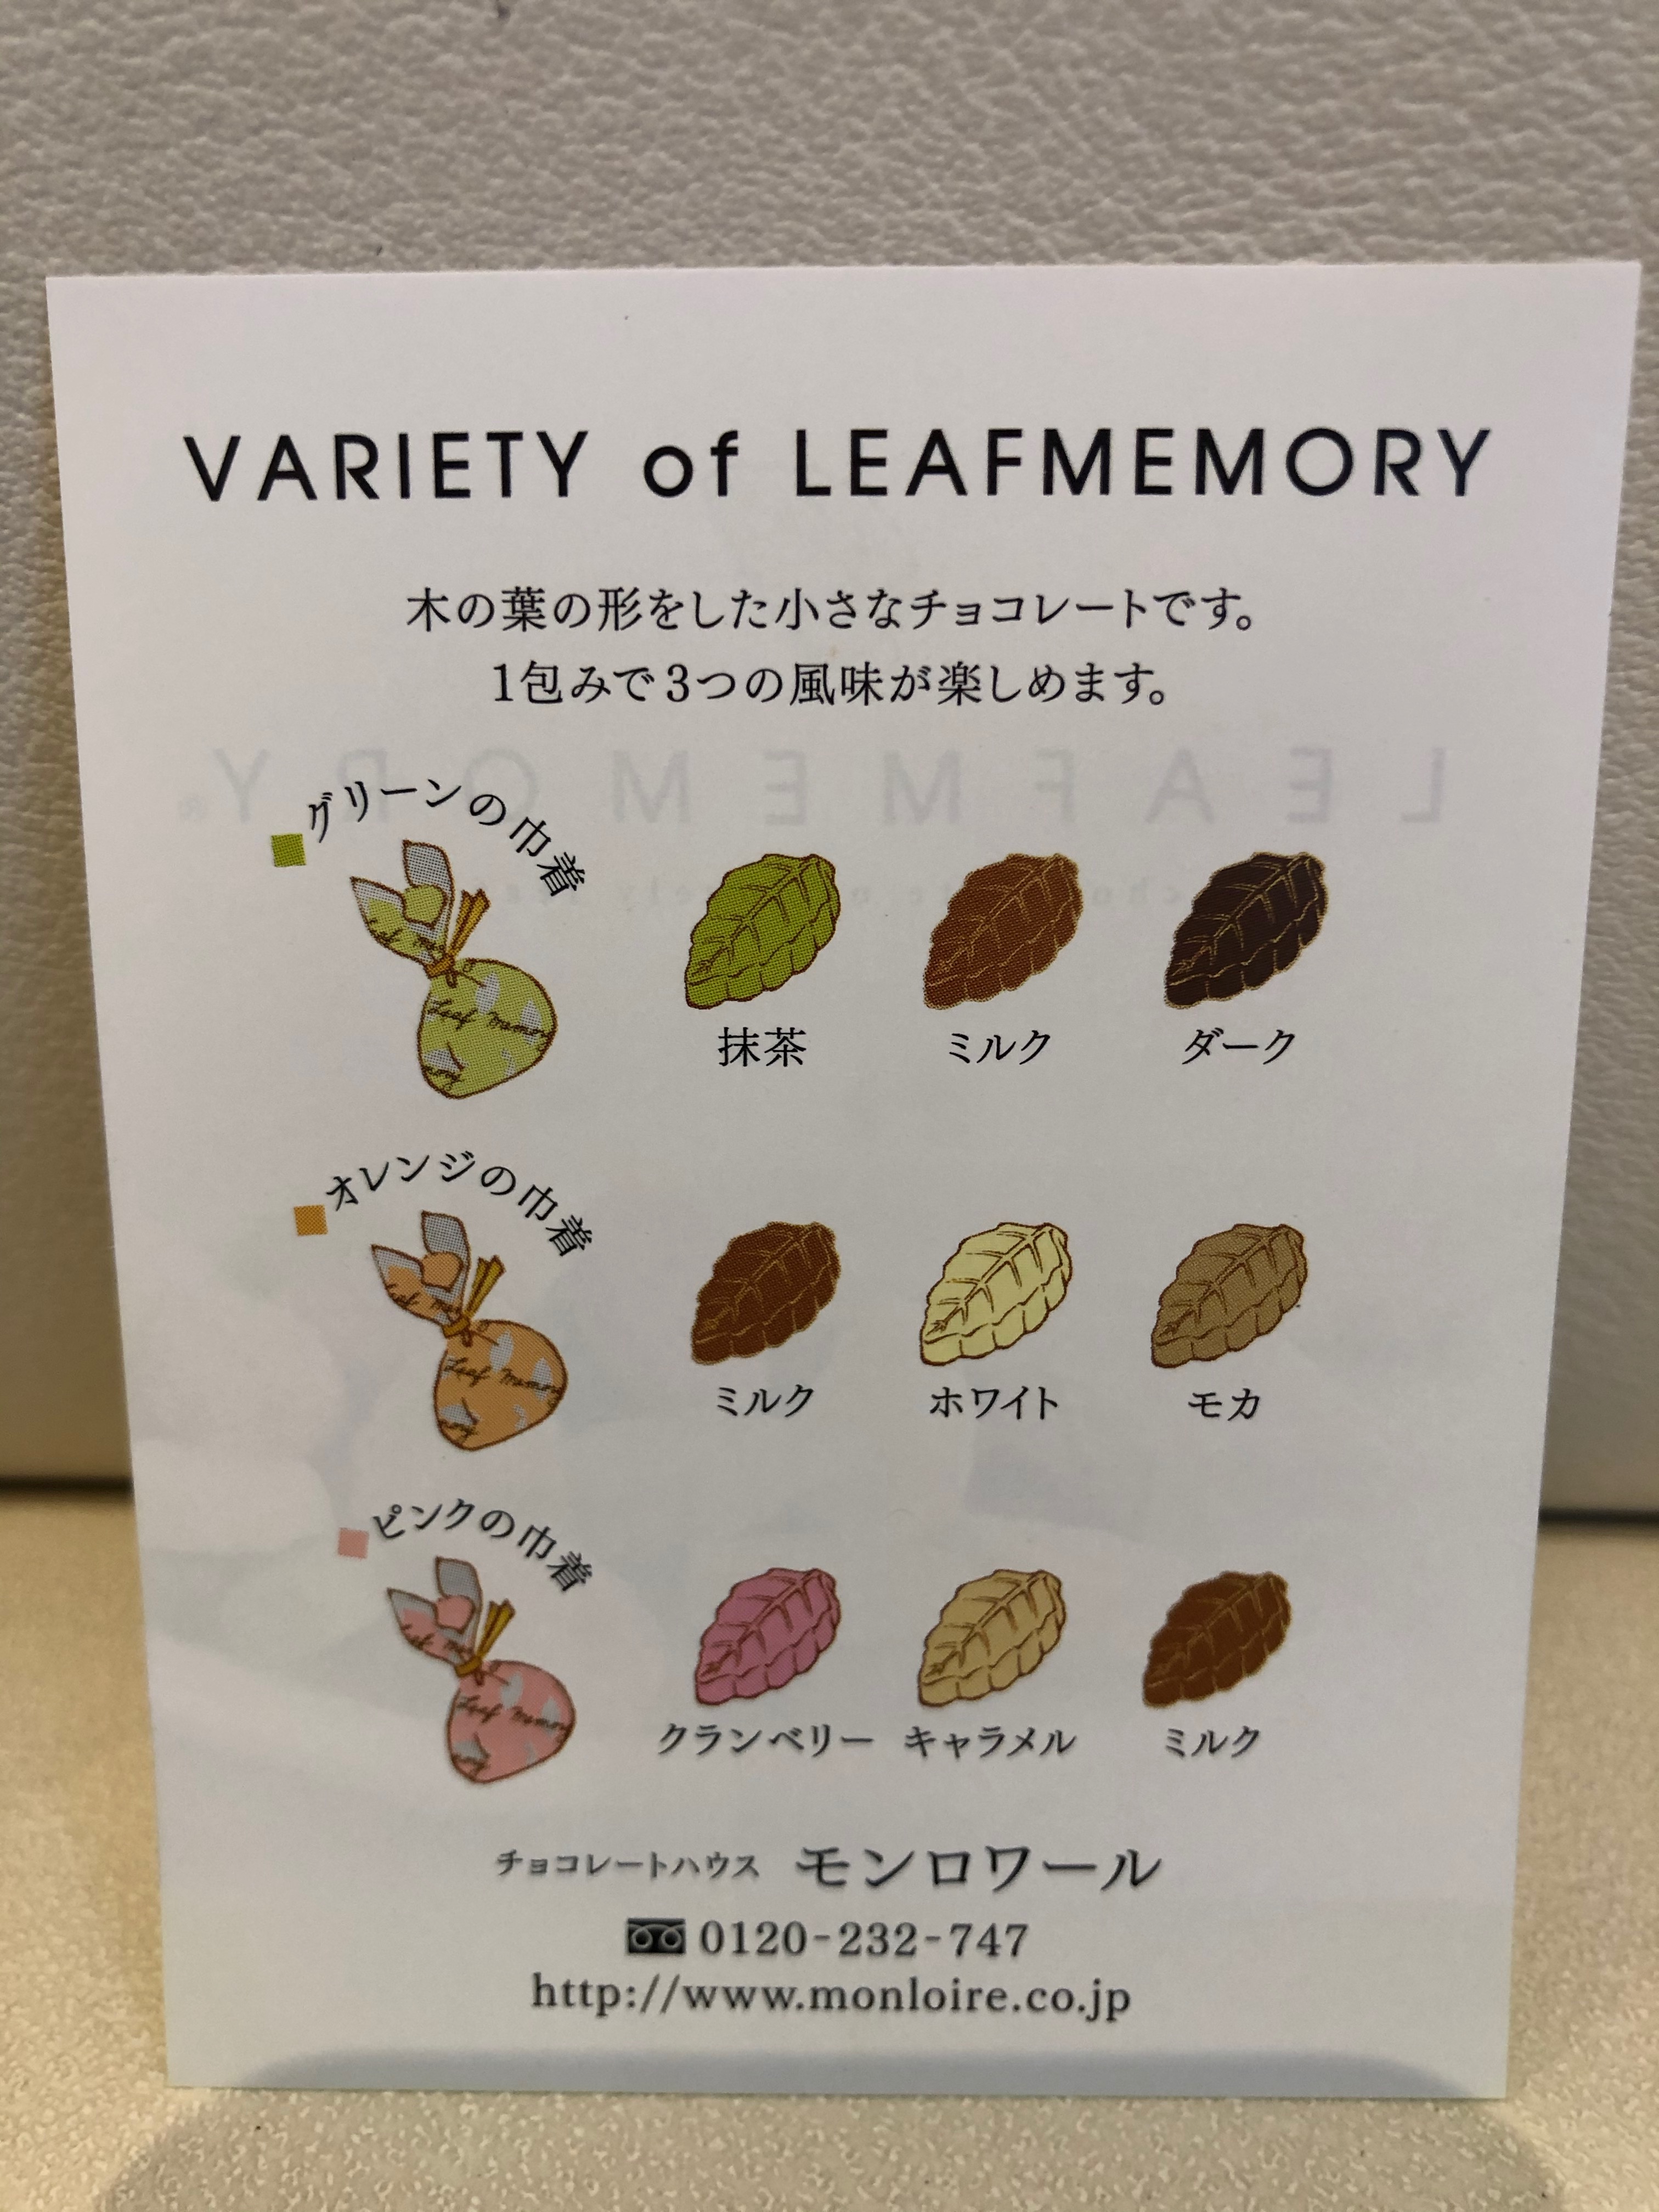 VARIETY of LEAFMEMORY
木の葉の形をした小さなチョコレートです。
1包みで3つの風味が楽しめます。
LEAFMEMORY
グリーンの巾着
Leaf Memory
抹茶 ミルク ダーク
オレンジの巾着
Leaf Memory
ミルク ホワイト モカ
ピンクの巾着
Leaf Memory
クランベリー キャラメル ミルク
チョコレートハウス モンロワール
0120-232-747
http://www.monloire.co.jp